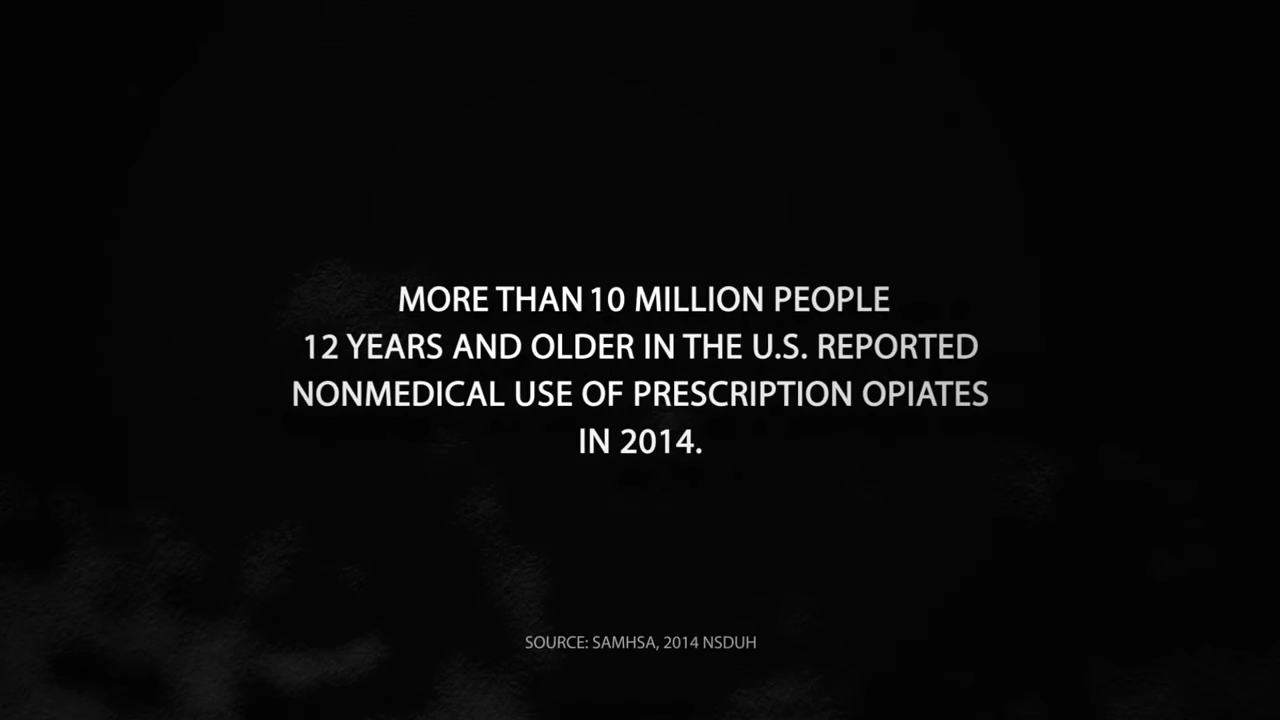 MORE THAN 10 MILLION PEOPLE
12 YEARS AND OLDER IN THE U.S. REPORTED
NONMEDICAL USE OF PRESCRIPTION OPIATES
IN 2014.
SOURCE: SAMHSA, 2014 NSDUH